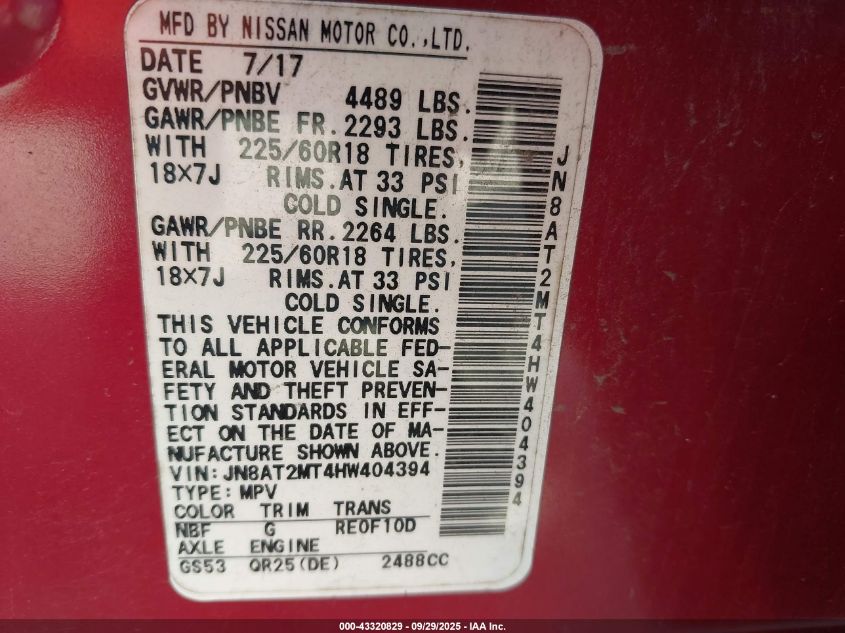 MFD BY NISSAN MOTOR CO.,LTD.
DATE 7/17
GVWR/PNBV 4489 LBS.
GAWR/PNBE FR. 2293 LBS.
WITH 225/60R18 TIRES,
18×7J RIMS. AT 33 PSI
COLD SINGLE.
GAWR/PNBE RR. 2264 LBS.
WITH 225/60R18 TIRES,
18×7J RIMS. AT 33 PSI
COLD SINGLE.
THIS VEHICLE CONFORMS
TO ALL APPLICABLE FED-
ERAL MOTOR VEHICLE SA-
FETY AND THEFT PREVEN-
TION STANDARDS IN EFF-
ECT ON THE DATE OF MA-
NUFACTURE SHOWN ABOVE.
VIN: JN8AT2MT4HW404394
TYPE: MPV
COLOR TRIM TRANS
NBF G RE0F10D
AXLE ENGINE
GS53 QR25(DE) 2488CC
JN8AT2MT4HW404394
000-43320829 - 09/29/2025 - IAA Inc.